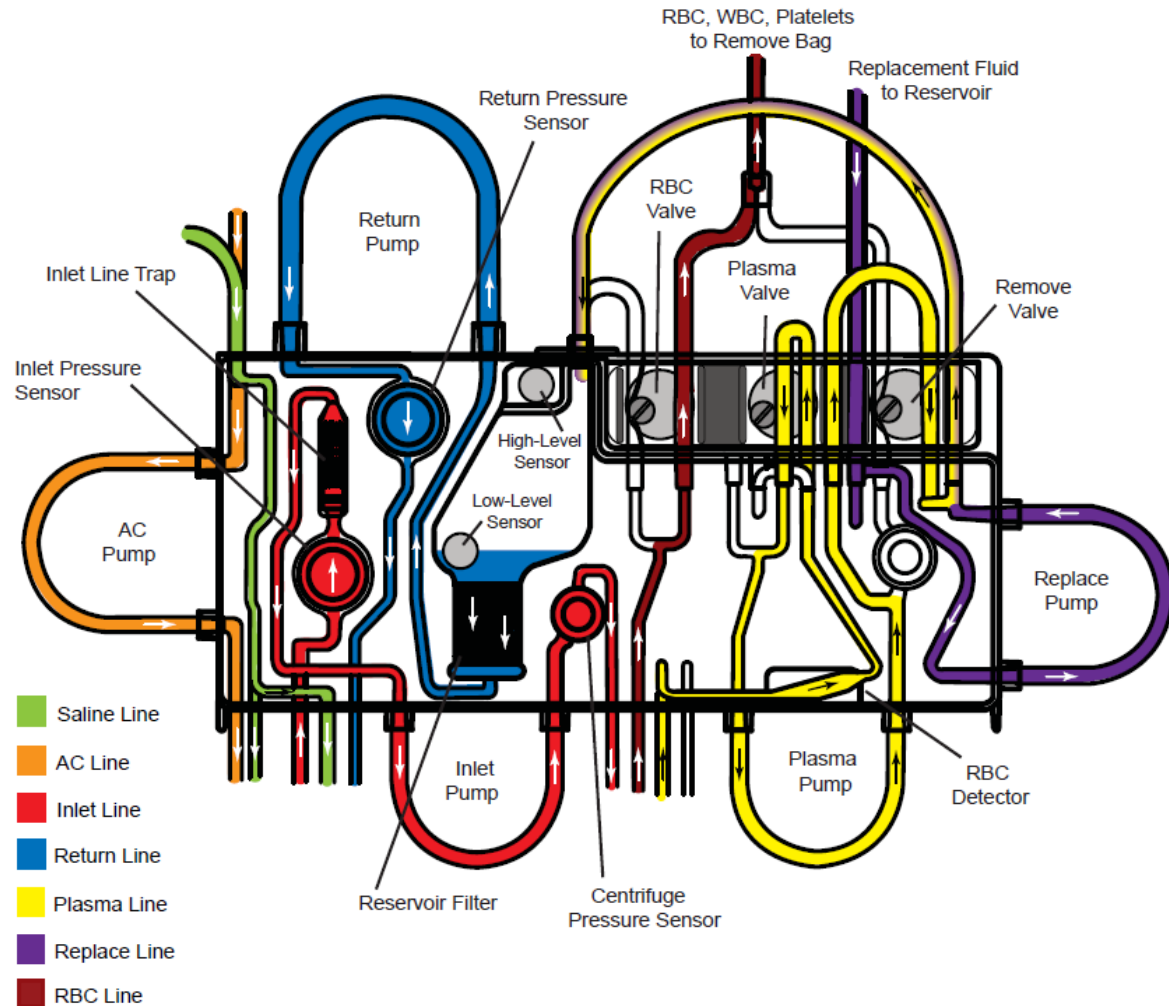 RBC, WBC, Platelets
to Remove Bag
Replacement Fluid
to Reservoir
Return Pressure
Sensor
RBC
Valve
Return
Pump
Plasma
Valve
Inlet Line Trap
Remove
Valve
Inlet Pressure
Sensor
High-Level
Sensor
Low-Level
Sensor
AC
Pump
Replace
Pump
Saline Line
AC Line
Inlet Line
Return Line
Plasma Line
Replace Line
RBC Line
Inlet
Pump
Plasma
Pump
RBC
Detector
Reservoir Filter
Centrifuge
Pressure Sensor